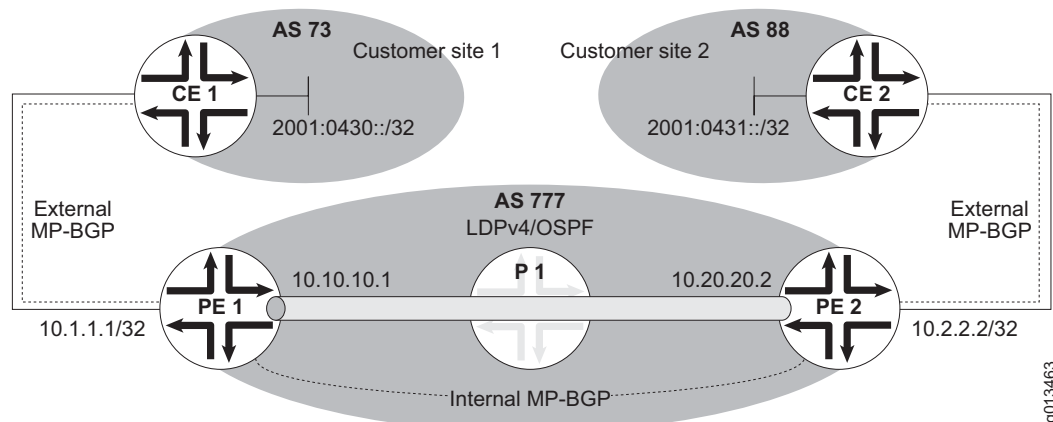 AS 73
Customer site 1
Customer site 2
AS 88
CE 1
CE 2
2001:0430::/32
2001:0431::/32
External
MP-BGP
AS 777
LDPv4/OSPF
External
MP-BGP
P 1
10.10.10.1
10.20.20.2
PE 1
PE 2
10.1.1.1/32
10.2.2.2/32
Internal MP-BGP
g013463